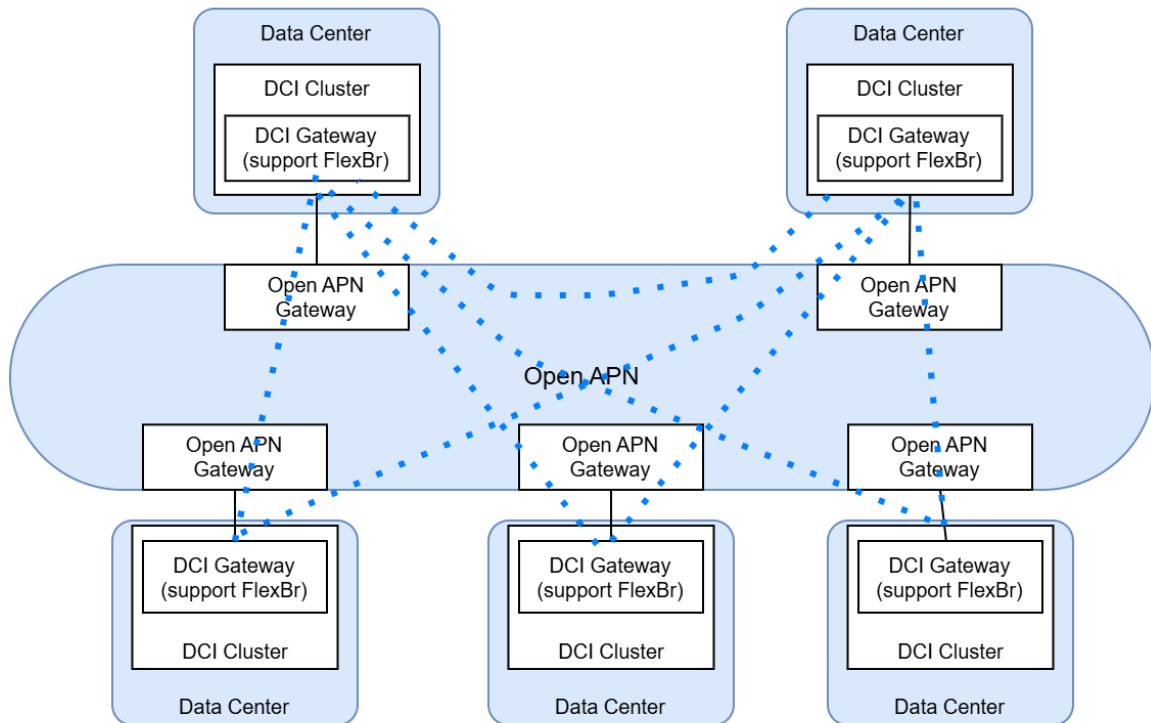 Data Center
DCI Cluster
DCI Gateway
(support FlexBr)
Data Center
DCI Cluster
DCI Gateway
(support FlexBr)
Open APN
Gateway
Open APN
Gateway
Open APN
Open APN
Gateway
Open APN
Gateway
Open APN
Gateway
DCI Gateway
(support FlexBr)
DCI Cluster
Data Center
DCI Gateway
(support FlexBr)
DCI Cluster
Data Center
DCI Gateway
(support FlexBr)
DCI Cluster
Data Center